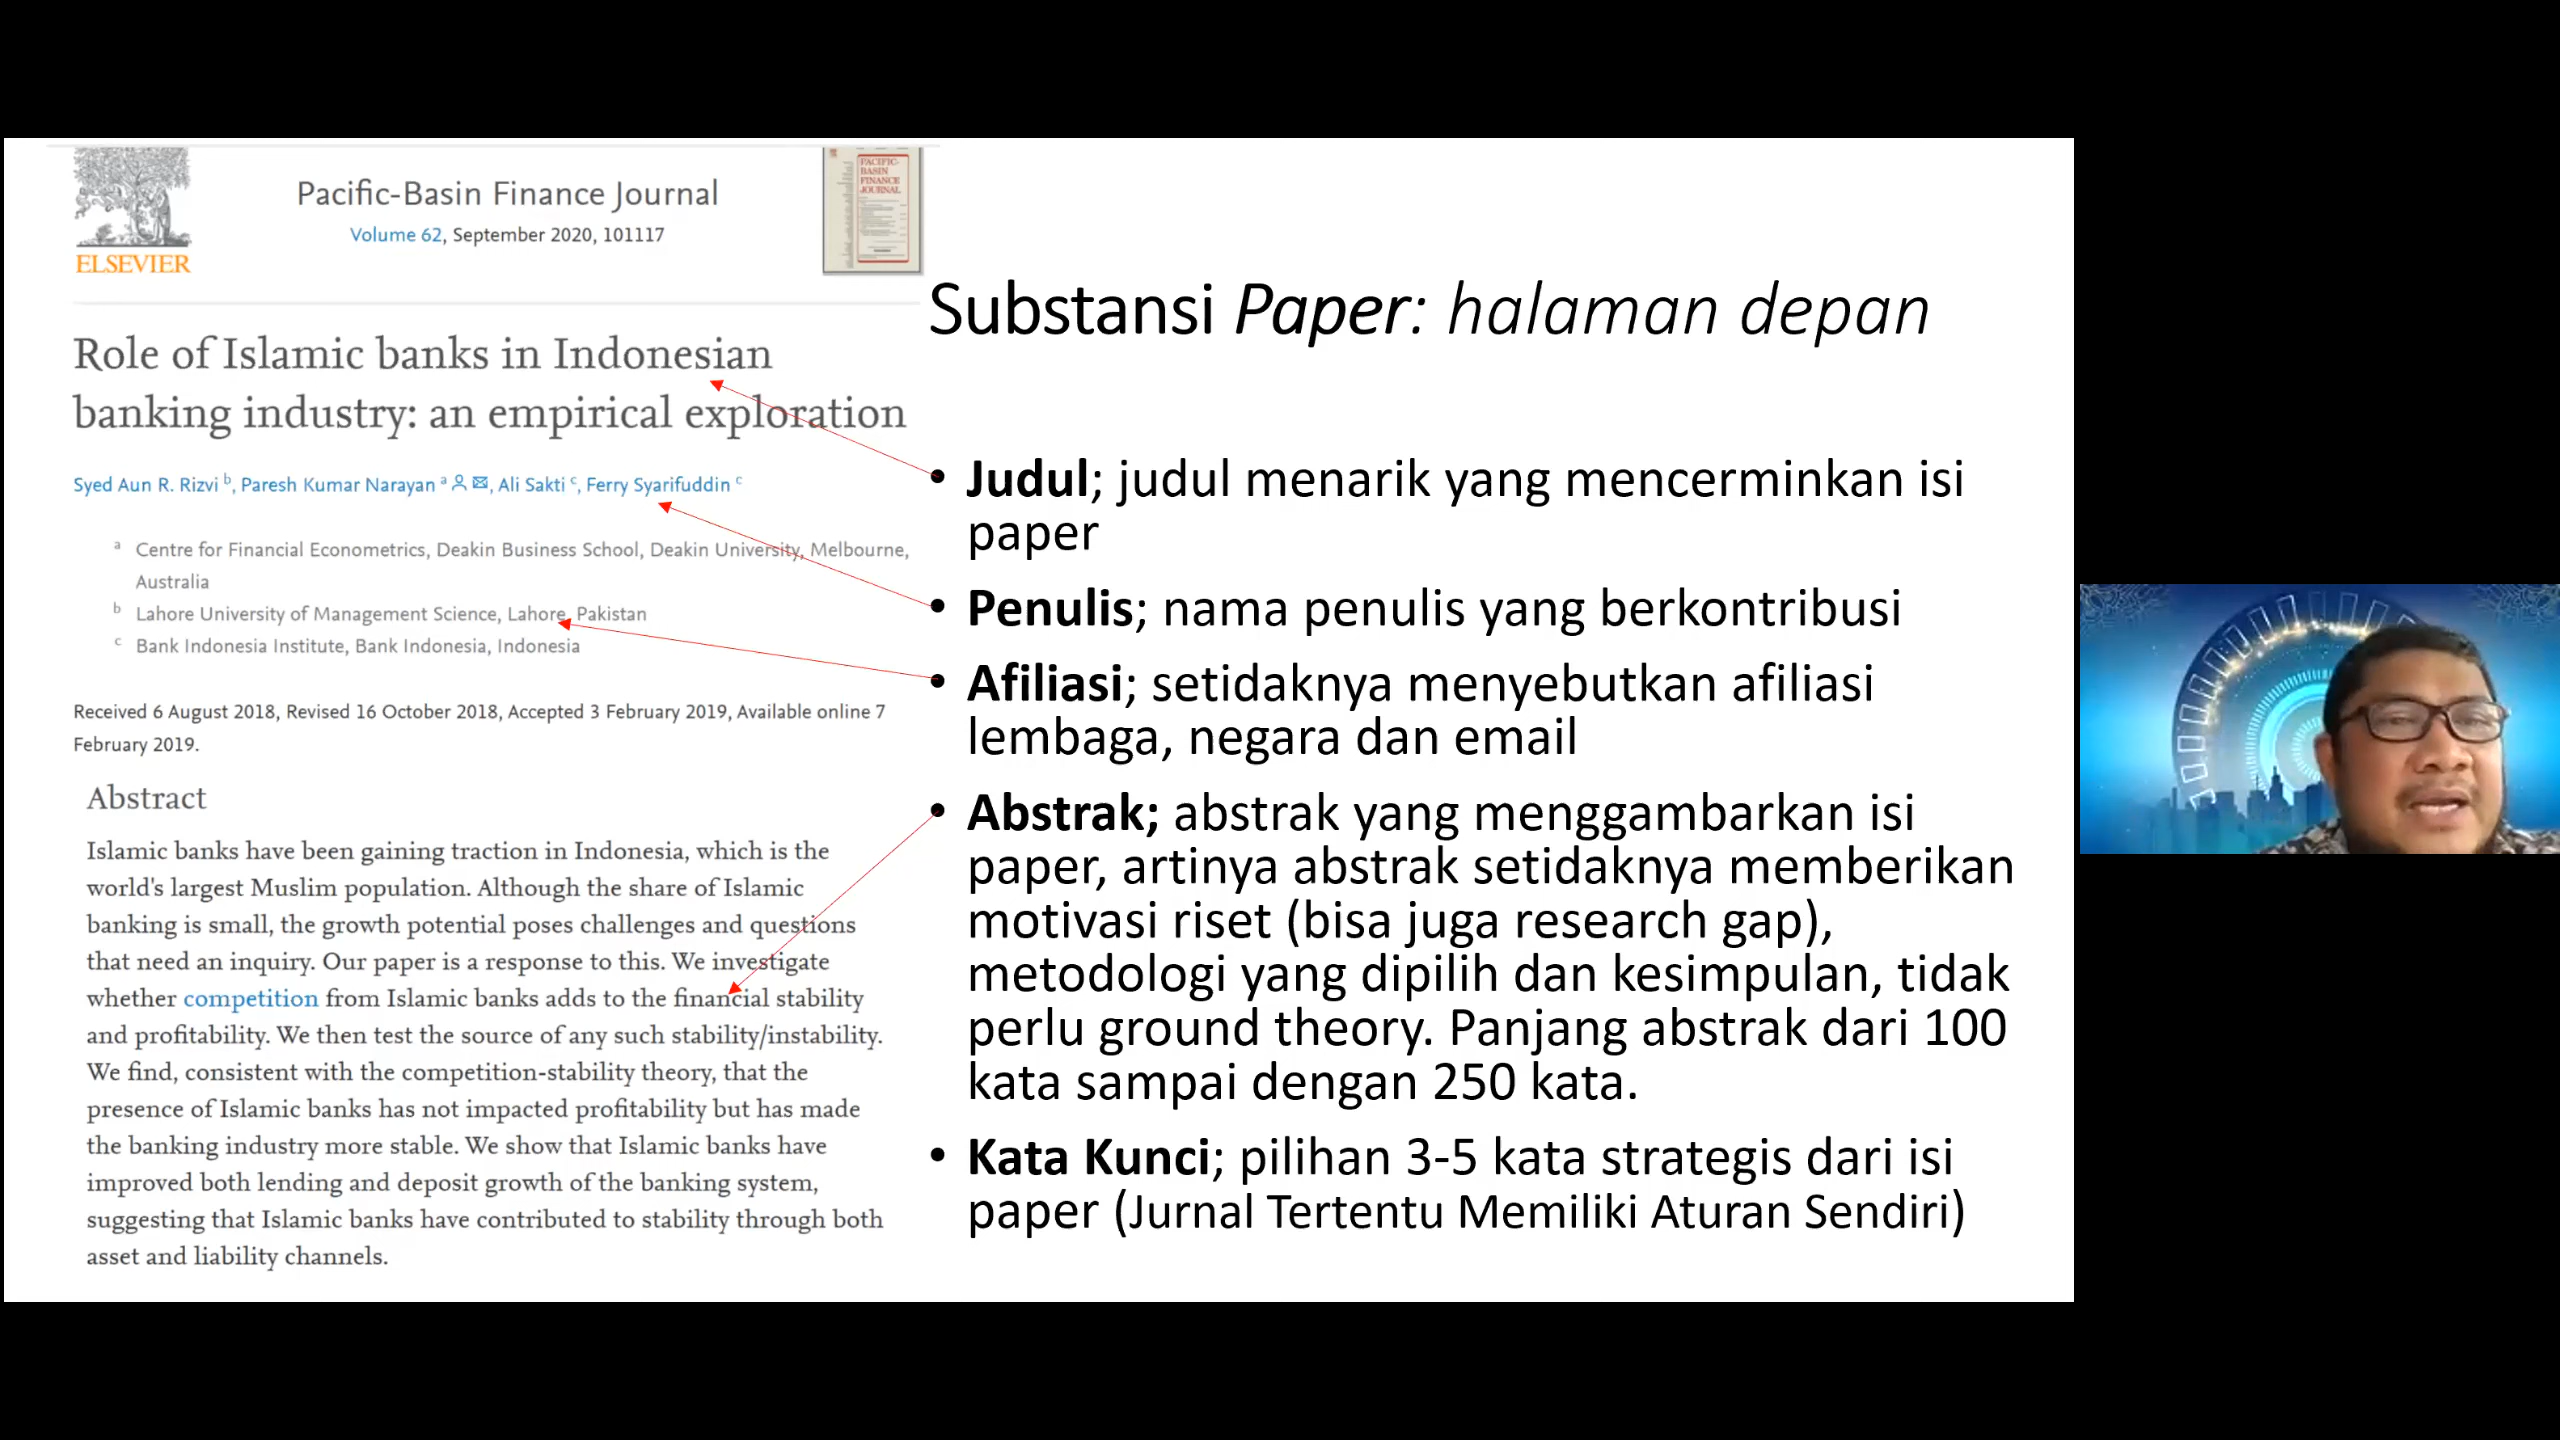 ELSEVIER
Pacific-Basin Finance Journal
Volume 62, September 2020, 101117
PACIFIC-
BASIN
FINANCE
JOURNAL
Role of Islamic banks in Indonesian
banking industry: an empirical exploration
Syed Aun R. Rizvi b, Paresh Kumar Narayan a, Ali Sakti c, Ferry Syarifuddin c
a Centre for Financial Econometrics, Deakin Business School, Deakin University, Melbourne,
Australia
b Lahore University of Management Science, Lahore, Pakistan
c Bank Indonesia Institute, Bank Indonesia, Indonesia
Received 6 August 2018, Revised 16 October 2018, Accepted 3 February 2019, Available online 7
February 2019.
Abstract
Islamic banks have been gaining traction in Indonesia, which is the
world's largest Muslim population. Although the share of Islamic
banking is small, the growth potential poses challenges and questions
that need an inquiry. Our paper is a response to this. We investigate
whether competition from Islamic banks adds to the financial stability
and profitability. We then test the source of any such stability/instability.
We find, consistent with the competition-stability theory, that the
presence of Islamic banks has not impacted profitability but has made
the banking industry more stable. We show that Islamic banks have
improved both lending and deposit growth of the banking system,
suggesting that Islamic banks have contributed to stability through both
asset and liability channels.
Substansi Paper: halaman depan
• Judul; judul menarik yang mencerminkan isi
paper
• Penulis; nama penulis yang berkontribusi
• Afiliasi; setidaknya menyebutkan afiliasi
lembaga, negara dan email
• Abstrak; abstrak yang menggambarkan isi
paper, artinya abstrak setidaknya memberikan
motivasi riset (bisa juga research gap),
metodologi yang dipilih dan kesimpulan, tidak
perlu ground theory. Panjang abstrak dari 100
kata sampai dengan 250 kata.
• Kata Kunci; pilihan 3-5 kata strategis dari isi
paper (Jurnal Tertentu Memiliki Aturan Sendiri)